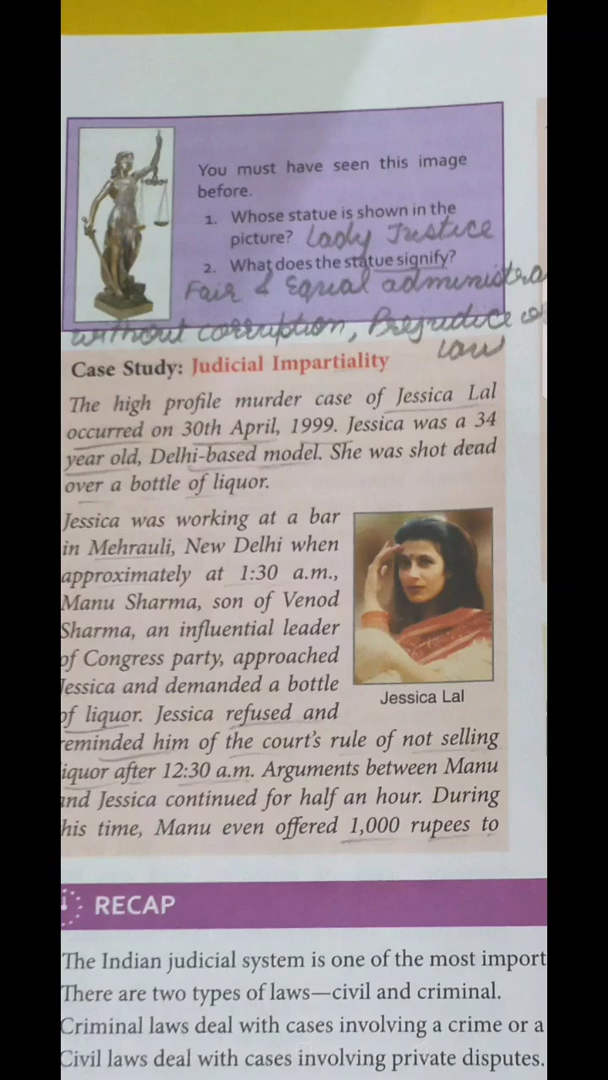 You must have seen this image
before.
1. Whose statue is shown in the
picture? Lady Justice
2. What does the statue signify?
Fair & Equal administra
without corruption, Prejudice o
law
Case Study: Judicial Impartiality
The high profile murder case of Jessica Lal
occurred on 30th April, 1999. Jessica was a 34
year old, Delhi-based model. She was shot dead
over a bottle of liquor.
Jessica was working at a bar
in Mehrauli, New Delhi when
approximately at 1:30 a.m.,
Manu Sharma, son of Venod
Sharma, an influential leader
of Congress party, approached
Jessica and demanded a bottle
of liquor. Jessica refused and
reminded him of the court's rule of not selling
iquor after 12:30 a.m. Arguments between Manu
and Jessica continued for half an hour. During
his time, Manu even offered 1,000 rupees to
Jessica Lal
RECAP
The Indian judicial system is one of the most import
There are two types of laws—civil and criminal.
Criminal laws deal with cases involving a crime or a
Civil laws deal with cases involving private disputes.